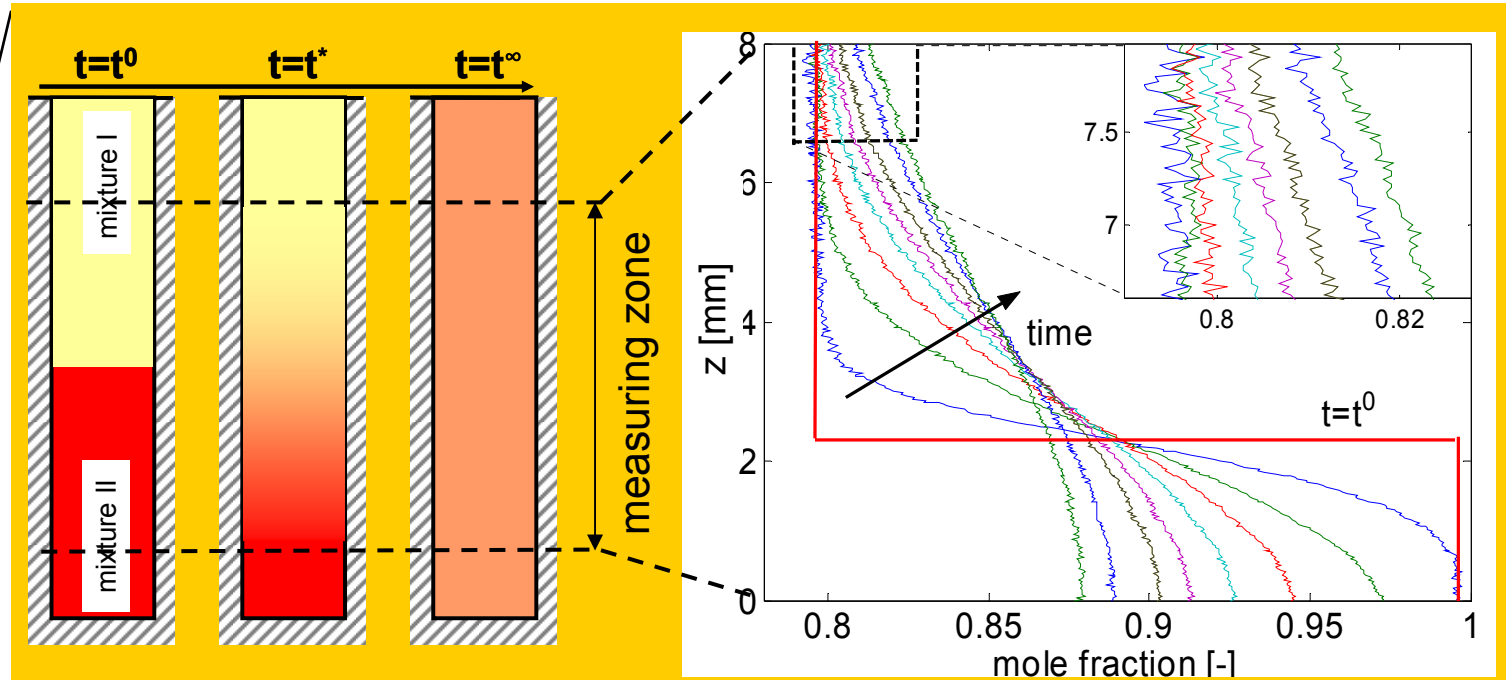 t=t⁰
t=t*
t=t∞
mixture I
mixture II
measuring zone
8
6
4
2
0
z [mm]
0.8
0.85
0.9
0.95
1
mole fraction [-]
time
t=t⁰
7.5
7
0.8
0.82